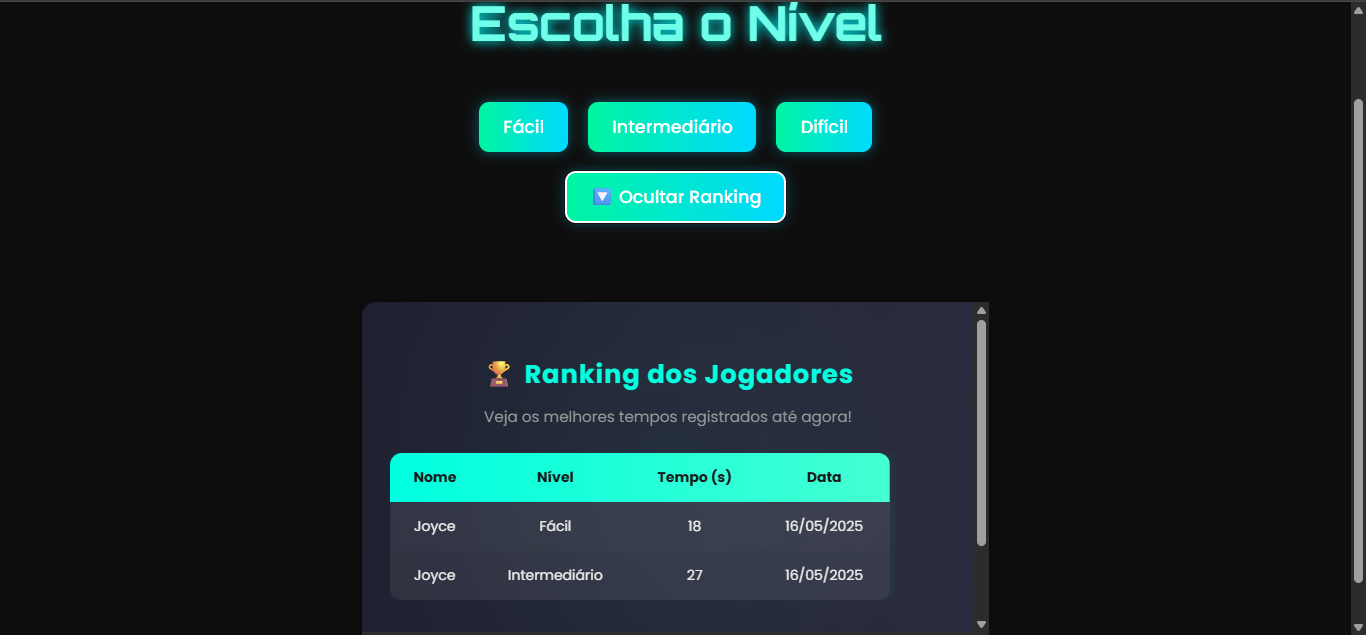 Escolha o Nível
Fácil Intermediário Difícil
Ocultar Ranking
Ranking dos Jogadores
Veja os melhores tempos registrados até agora!
Nome Nível Tempo (s) Data
Joyce Fácil 18 16/05/2025
Joyce Intermediário 27 16/05/2025